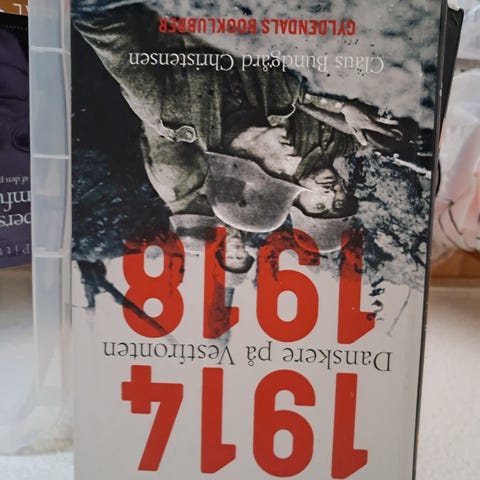 1914
Danskere på Vestfronten
1918
Claus Bundgård Christensen
GYLDENDALS BOGKLUBBER